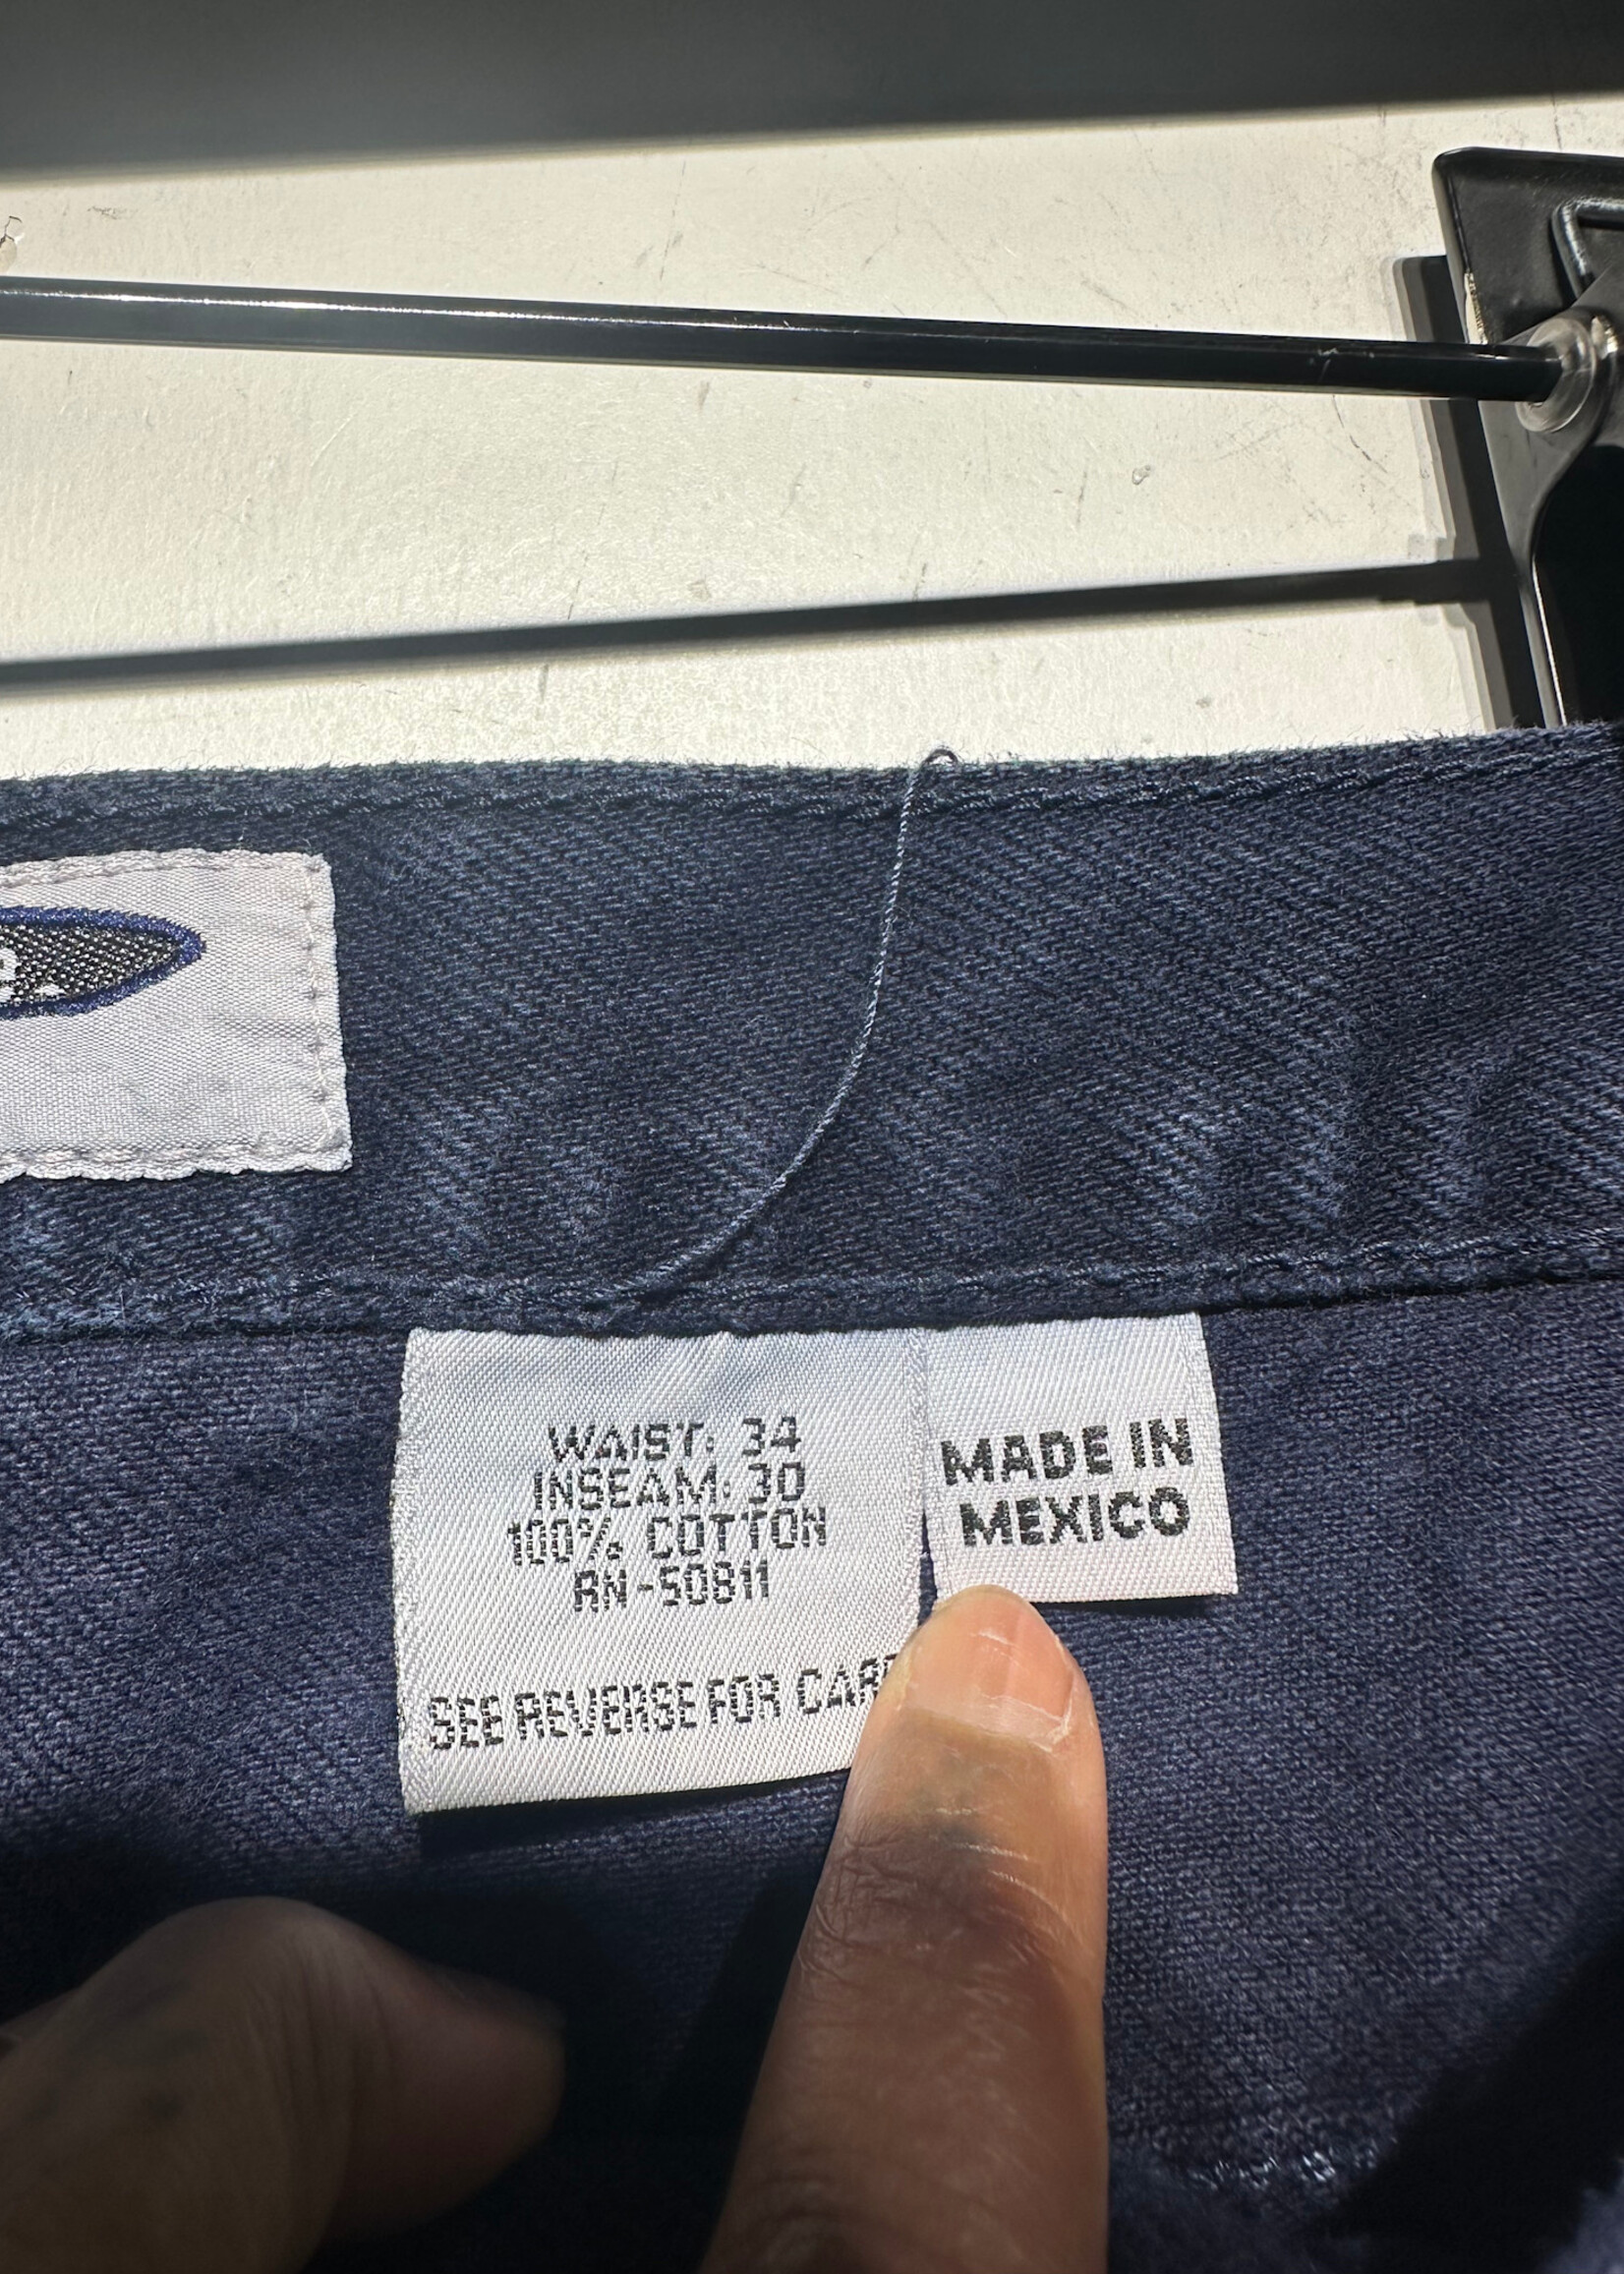 WAIST: 34
INSEAM: 30
100% COTTON
RN-50811
SEE REVERSE FOR CARE
MADE IN
MEXICO